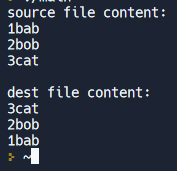 source file content:
1bab
2bob
3cat
dest file content:
3cat
2bob
1bab
~